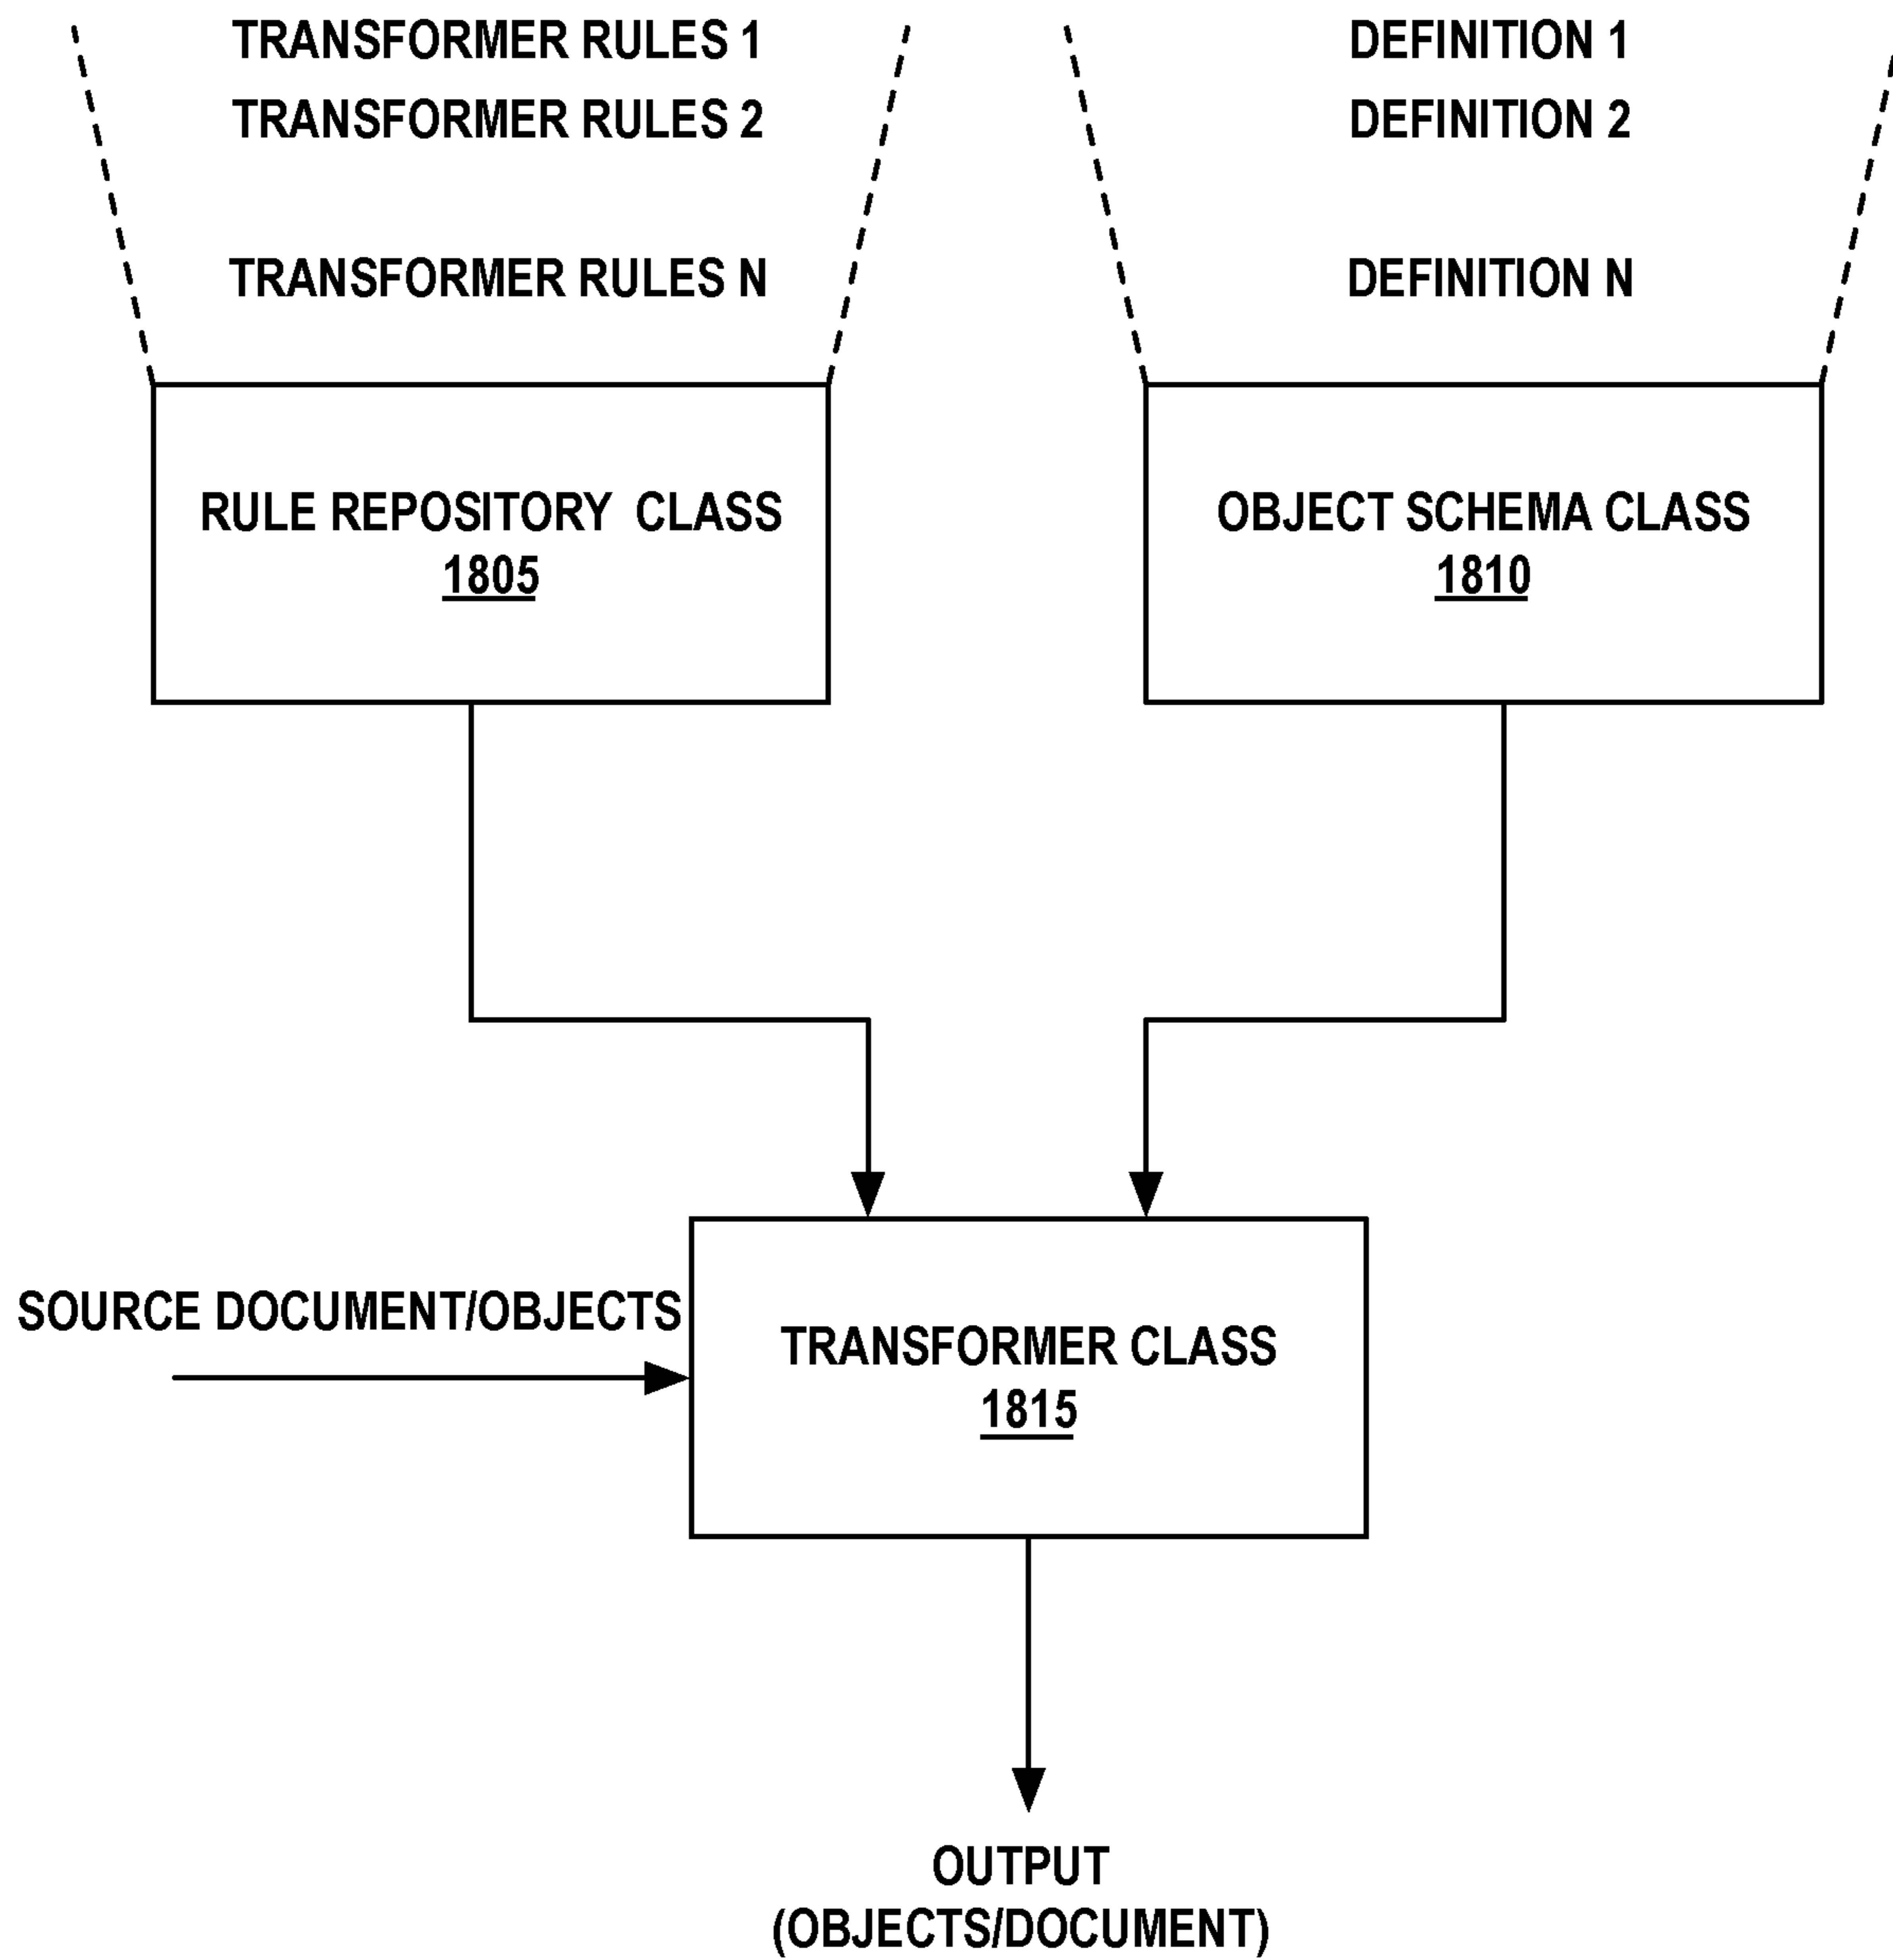 TRANSFORMER RULES 1
TRANSFORMER RULES 2
TRANSFORMER RULES N
DEFINITION 1
DEFINITION 2
DEFINITION N
RULE REPOSITORY CLASS
1805
OBJECT SCHEMA CLASS
1810
SOURCE DOCUMENT/OBJECTS
TRANSFORMER CLASS
1815
OUTPUT
(OBJECTS/DOCUMENT)